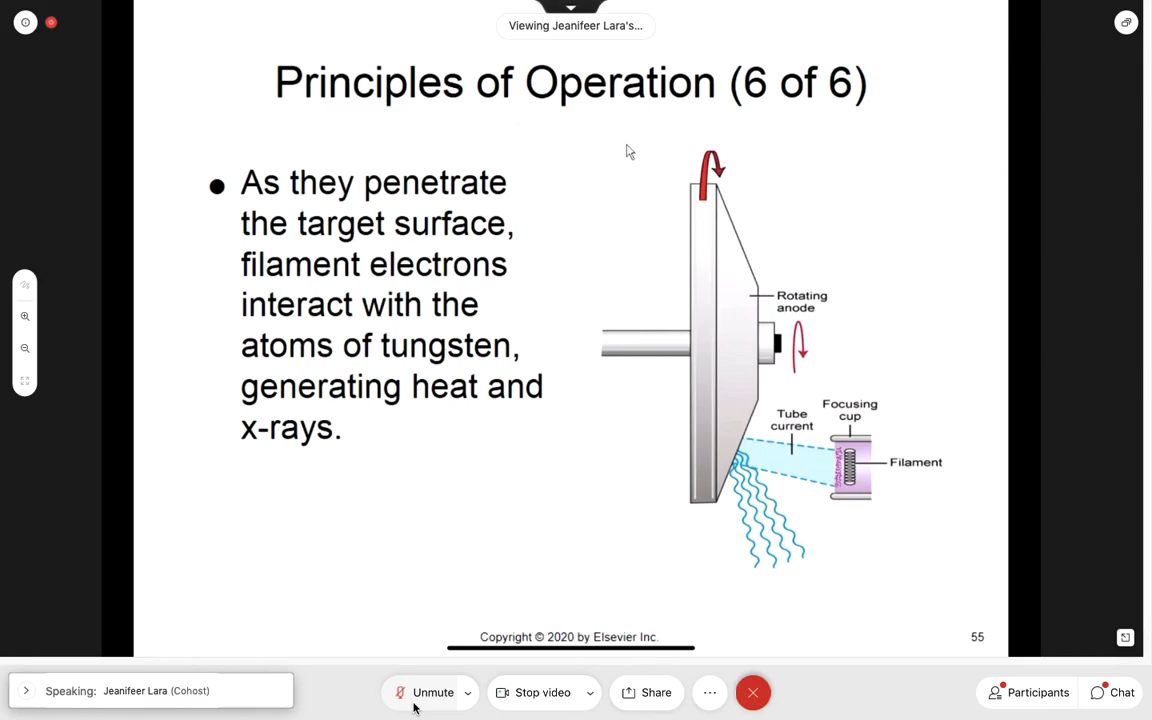 Viewing Jeanifeer Lara's...
Principles of Operation (6 of 6)
● As they penetrate
the target surface,
filament electrons
interact with the
atoms of tungsten,
generating heat and
x-rays.
Rotating
anode
Focusing
cup
Tube
current
Filament
Copyright © 2020 by Elsevier Inc.
55
Speaking: Jeanifeer Lara (Cohost)
Unmute
Stop video
Share
Participants
Chat